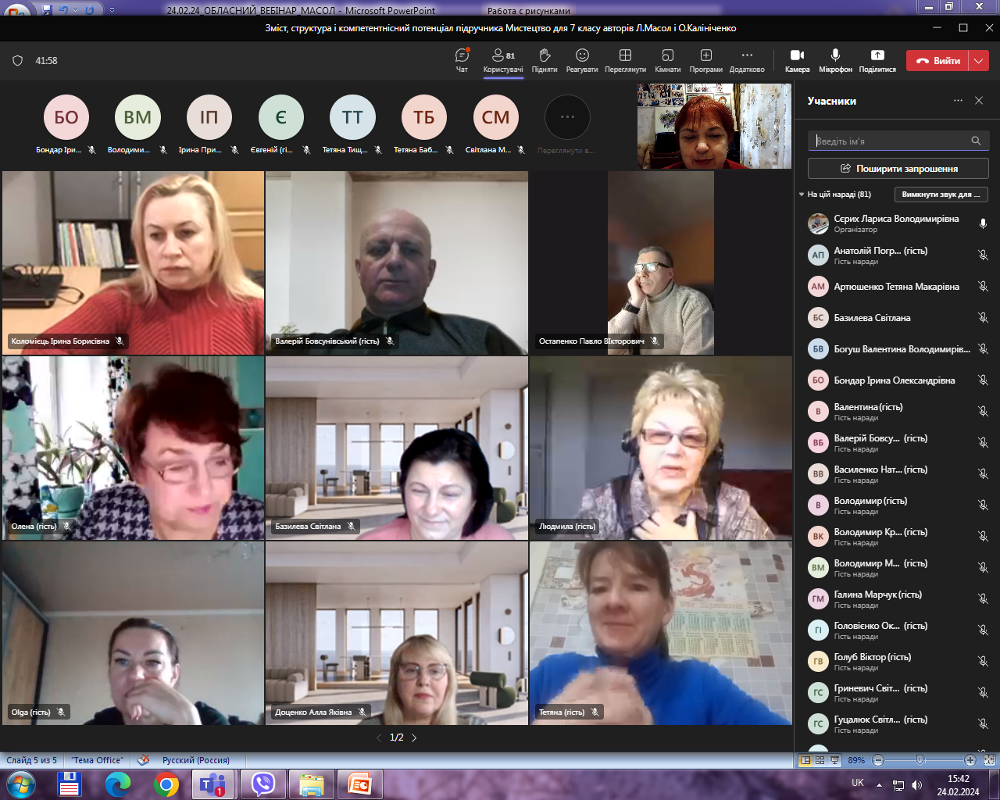 24.02.24_ОБЛАСНИЙ_ВЕБІНАР_МАСОЛ - Microsoft PowerPoint
Работа с рисунками
Зміст, структура і компетентнісний потенціал підручника Мистецтво для 7 класу авторів Л.Масол і О.Калініченко
41:58
Чат
81
Користувачі
Підняти
Реагувати
Переглянути
Кімнати
Програми
Додатково
Камера
Мікрофон
Поділитися
Вийти
БО
ВМ
ІП
Є
ТТ
ТБ
СМ
Бондар Іри...
Володими...
Ірина При...
Євгеній (гі...
Тетяна Тищ...
Тетяна Баб...
Світлана М...
Переглянути в...
Коломієць Ірина Борисівна
Валерій Бовсунівський (гість)
Остапенко Павло Вікторович
Олена (гість)
Базилева Світлана
Людмила (гість)
Olga (гість)
Доценко Алла Яківна
Тетяна (гість)
1/2
Учасники
Введіть ім'я
Поширити запрошення
На цій нараді (81)
Вимкнути звук для ...
Сєрих Лариса Володимирівна
Організатор
АП
Анатолій Погр... (гість)
Гість наради
АМ
Артюшенко Тетяна Макарівна
БС
Базилева Світлана
БВ
Богуш Валентина Володимирів...
БО
Бондар Ірина Олександрівна
В
Валентина (гість)
Гість наради
ВБ
Валерій Бовсу... (гість)
Гість наради
ВВ
Василенко Нат... (гість)
Гість наради
В
Володимир (гість)
Гість наради
ВК
Володимир Кр... (гість)
Гість наради
ВМ
Володимир М... (гість)
Гість наради
ГМ
Галина Марчук (гість)
Гість наради
ГІ
Головієнко Ок... (гість)
Гість наради
ГВ
Голуб Віктор (гість)
Гість наради
ГС
Гриневич Світ... (гість)
Гість наради
ГС
Гуцалюк Світл... (гість)
Гість наради
Слайд 5 из 5
"Тема Office"
Русский (Россия)
89%
1
UK
15:42
24.02.2024